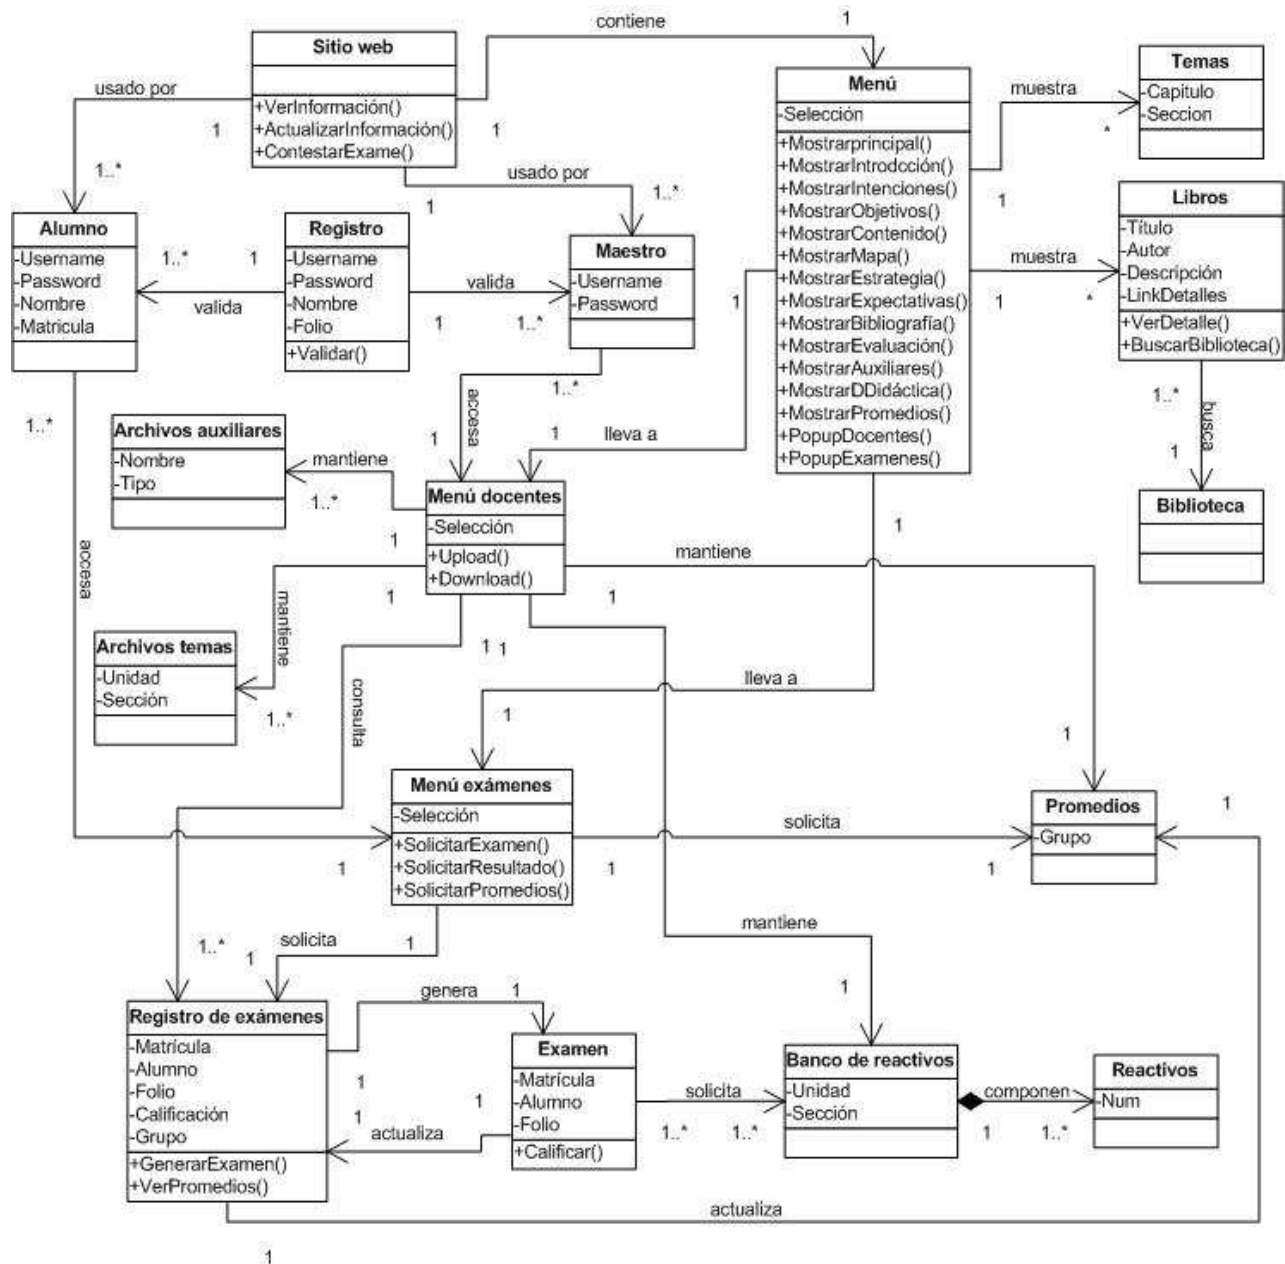 contiene
1
Sitio web
+VerInformación()
+ActualizarInformación()
+ContestarExame()
usado por
1
1..*
1
usado por
1
1..*
Menú
-Selección
+Mostrarprincipal()
+MostrarIntrodcción()
+MostrarIntenciones()
+MostrarObjetivos()
+MostrarContenido()
+MostrarMapa()
+MostrarEstrategia()
+MostrarExpectativas()
+MostrarBibliografía()
+MostrarEvaluación()
+MostrarAuxiliares()
+MostrarDDidáctica()
+MostrarPromedios()
+PopupDocentes()
+PopupExamenes()
muestra
1
*
Temas
-Capitulo
-Seccion
muestra
1
*
Libros
-Título
-Autor
-Descripción
-LinkDetalles
+VerDetalle()
+BuscarBiblioteca()
1..*
busca
1
Biblioteca
Alumno
-Username
-Password
-Nombre
-Matricula
1..*
1
valida
Registro
-Username
-Password
-Nombre
-Folio
+Validar()
valida
1
1..*
Maestro
-Username
-Password
1..*
accesa
1
1
lleva a
1
1..*
accesa
1
Archivos auxiliares
-Nombre
-Tipo
mantiene
1..*
1
Menú docentes
-Selección
+Upload()
+Download()
mantiene
1
1
mantiene
1
1..*
Archivos temas
-Unidad
-Sección
consulta
1
1..*
1
mantiene
1
1
lleva a
1
Menú exámenes
-Selección
+SolicitarExamen()
+SolicitarResultado()
+SolicitarPromedios()
solicita
1
1
Promedios
-Grupo
1
solicita
1
1
Registro de exámenes
-Matrícula
-Alumno
-Folio
-Calificación
-Grupo
+GenerarExamen()
+VerPromedios()
genera
1
1
actualiza
1
1
Examen
-Matrícula
-Alumno
-Folio
+Calificar()
solicita
1..*
1..*
Banco de reactivos
-Unidad
-Sección
componen
1
1..*
Reactivos
-Num
actualiza
1